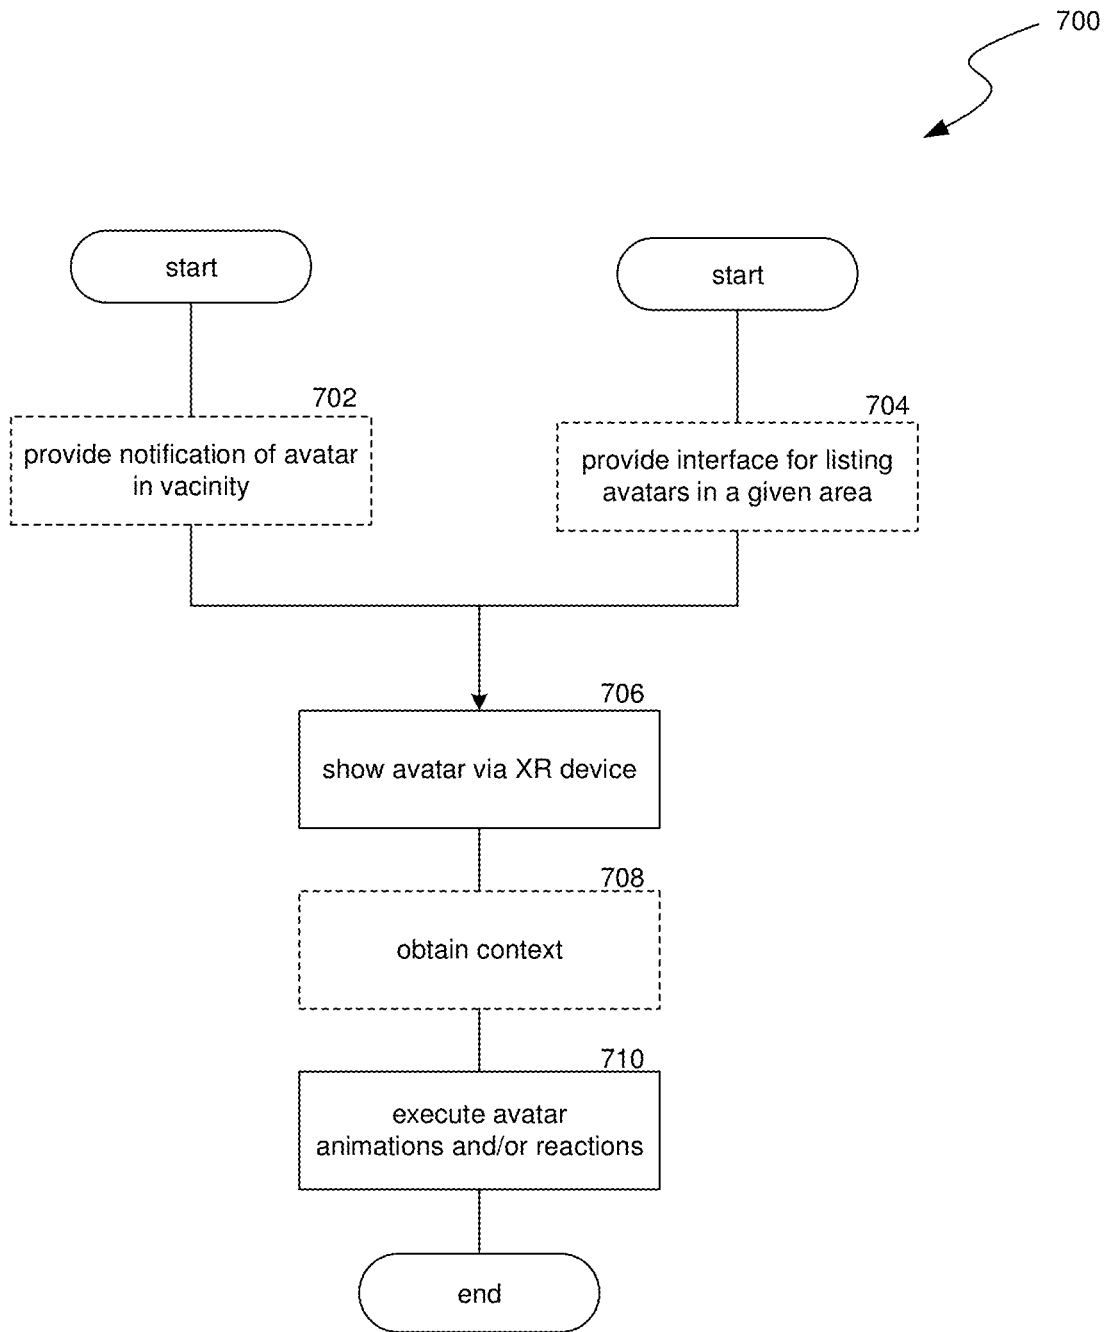 700
start
start
702
provide notification of avatar
in vacinity
704
provide interface for listing
avatars in a given area
706
show avatar via XR device
708
obtain context
710
execute avatar
animations and/or reactions
end